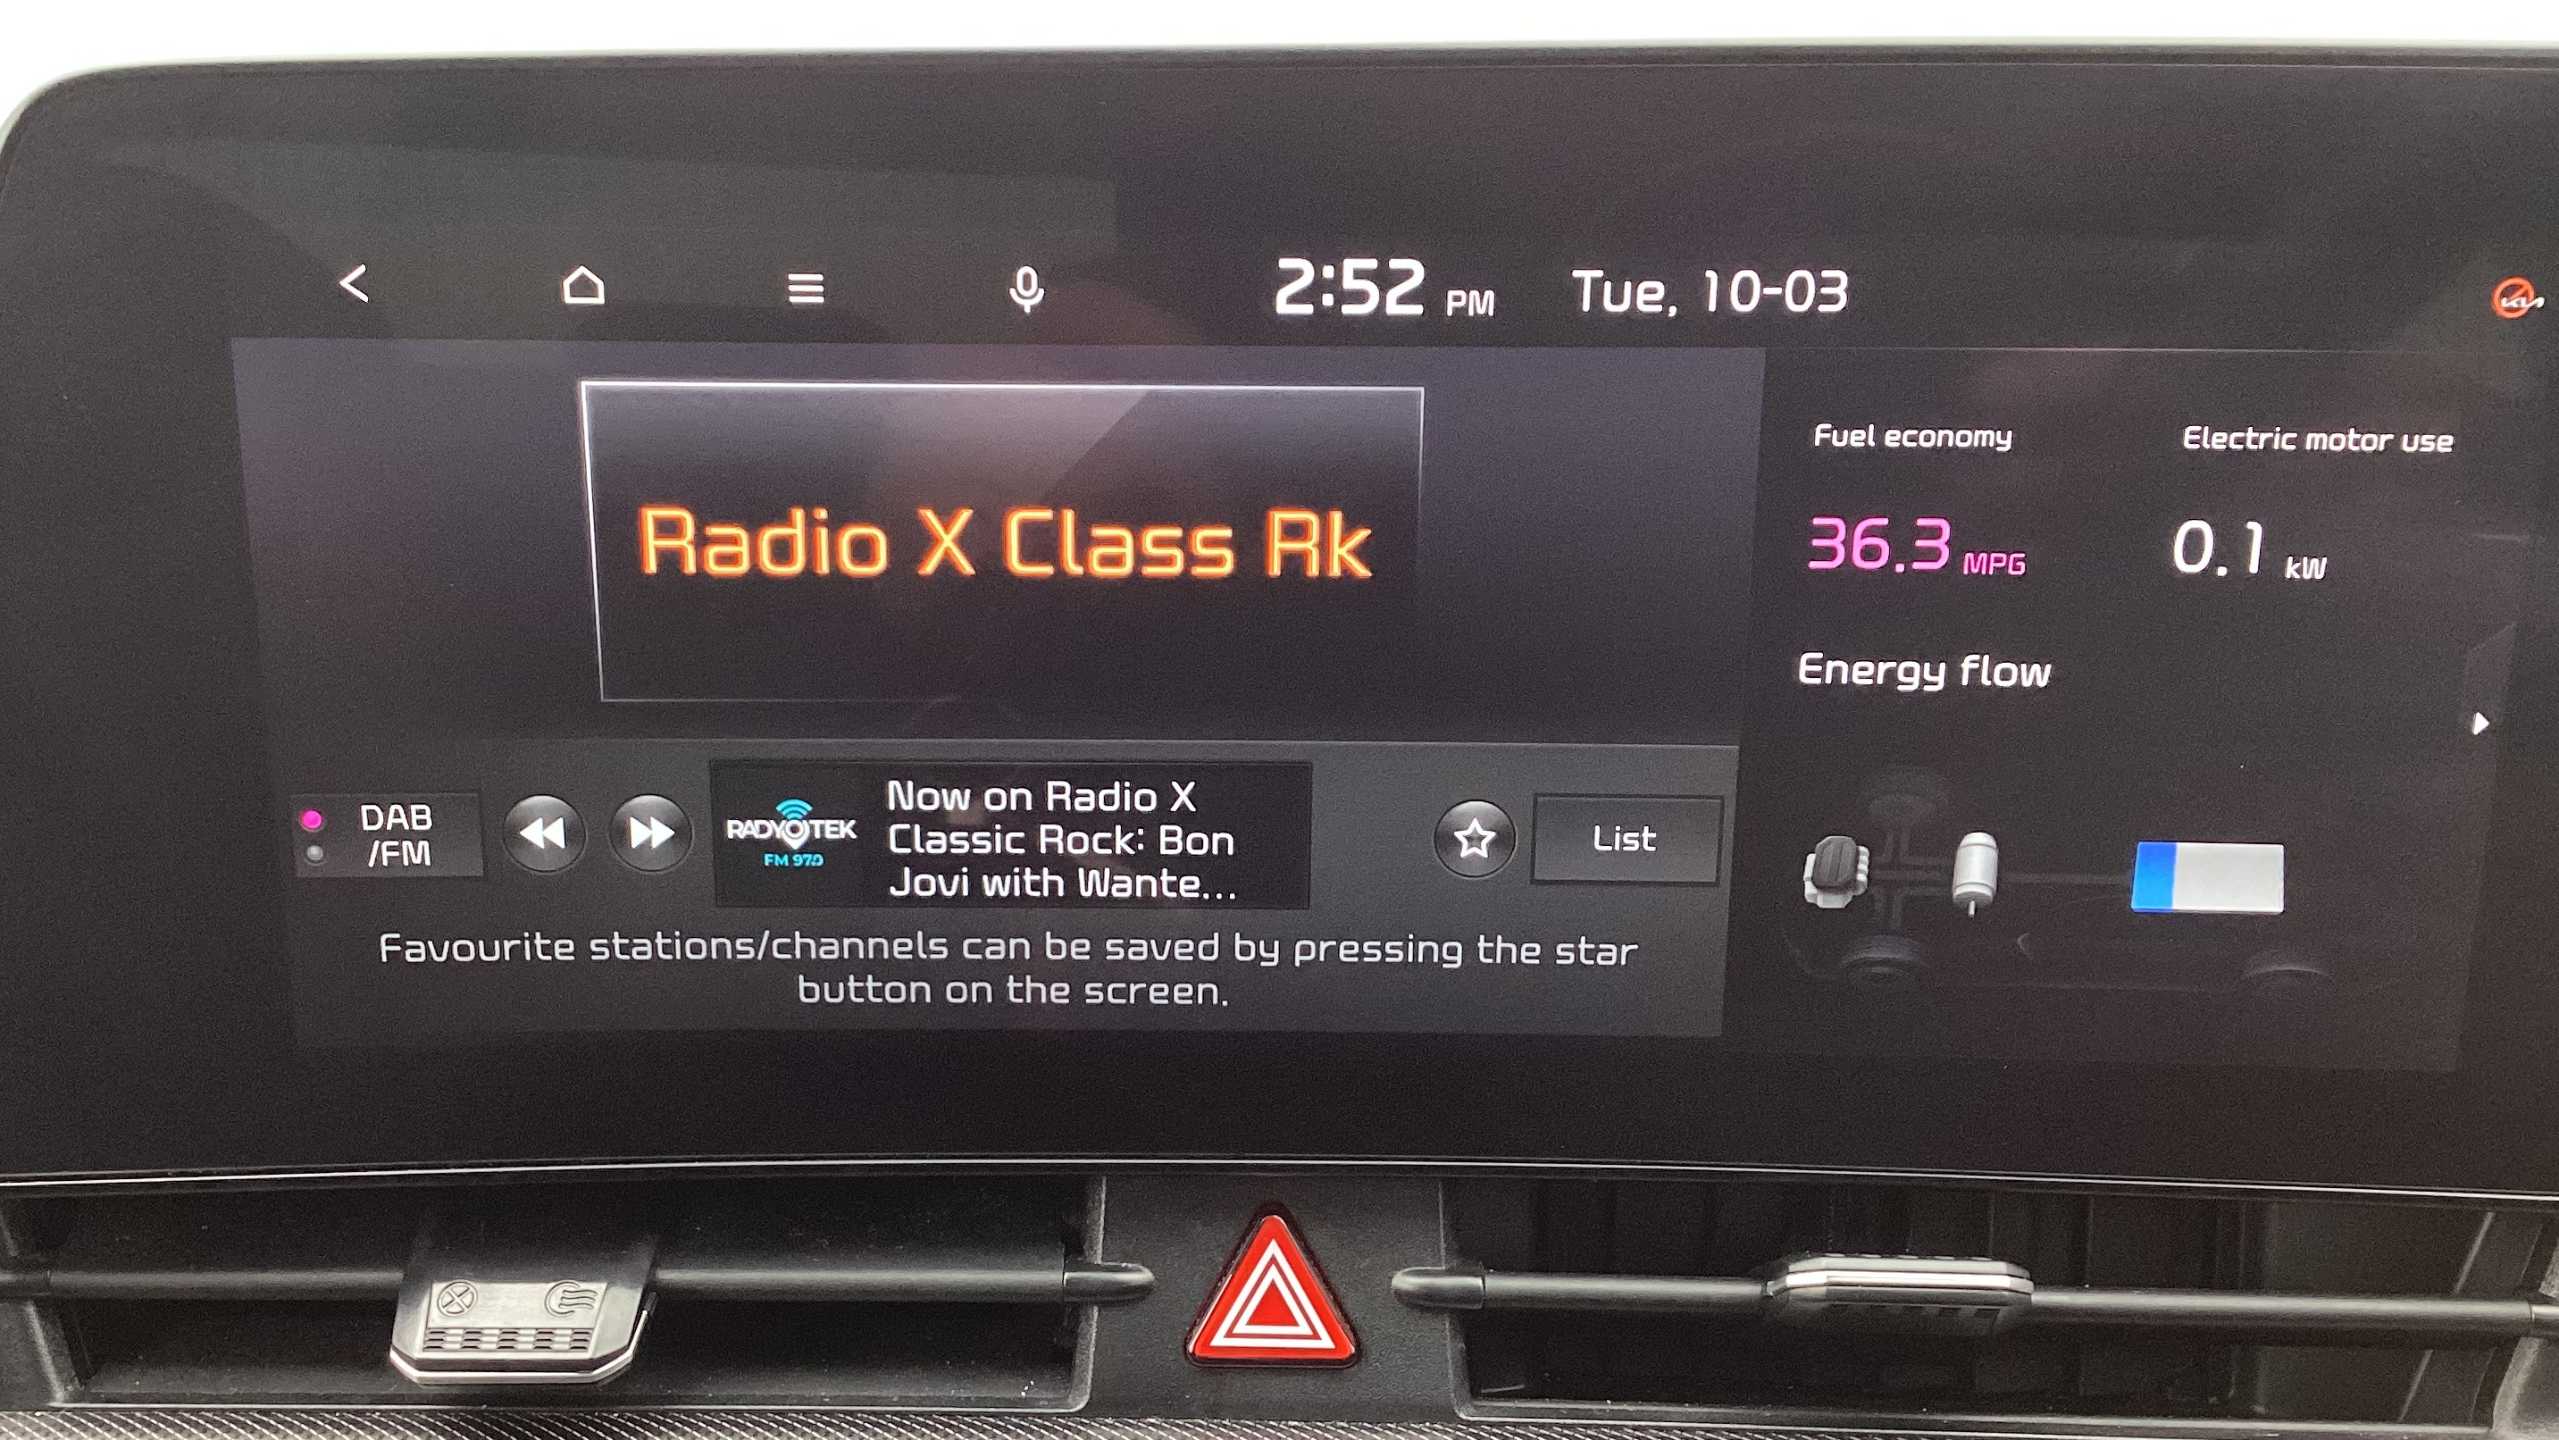 2:52 PM Tue, 10-03
Radio X Class Rk
DAB
/FM
RADYOTEK
FM 97.0
Now on Radio X
Classic Rock: Bon
Jovi with Wante...
List
Favourite stations/channels can be saved by pressing the star
button on the screen.
Fuel economy
36.3 MPG
Electric motor use
0.1 kW
Energy flow